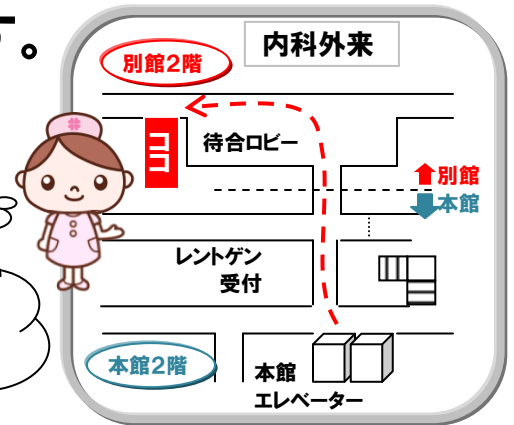 す。
内科外来
別館2階
ココ
待合ロビー
別館
本館
レントゲン
受付
本館2階
本館
エレベーター